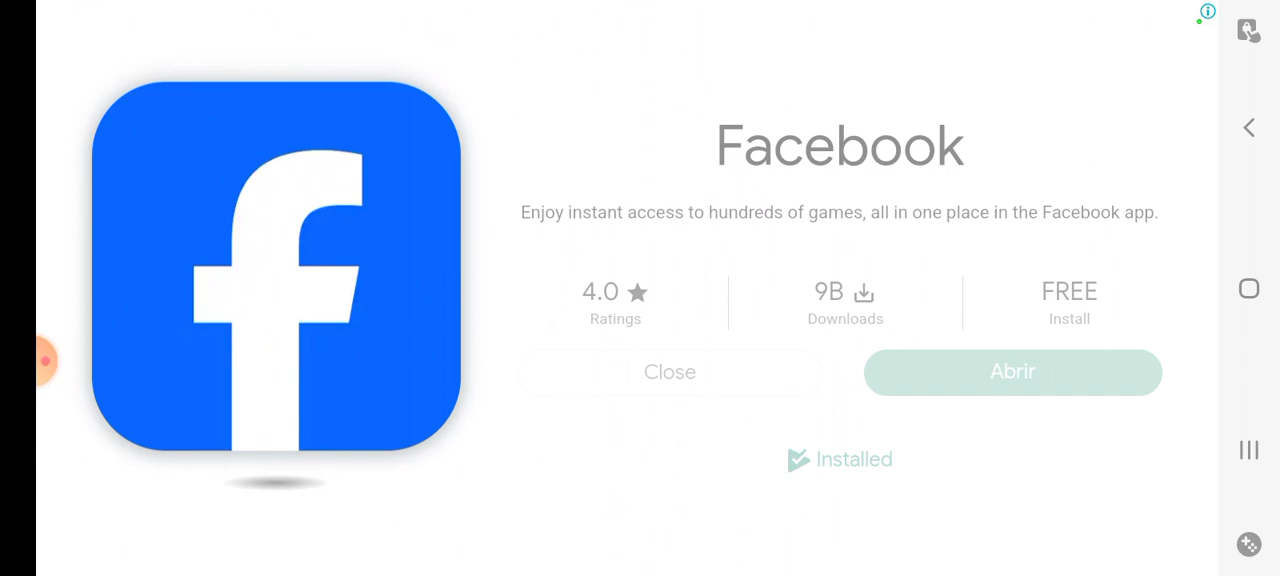 Facebook
Enjoy instant access to hundreds of games, all in one place in the Facebook app.
4.0
Ratings
9B
Downloads
FREE
Install
Close
Abrir
Installed